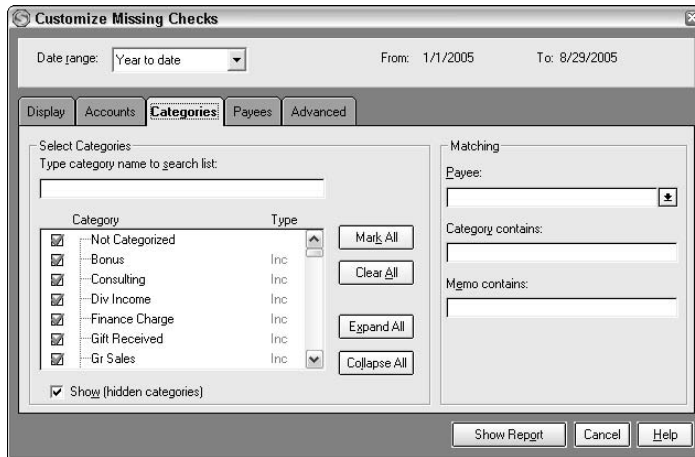 Customize Missing Checks
Date range: Year to date From: 1/1/2005 To: 8/29/2005
Display Accounts Categories Payees Advanced
Select Categories
Type category name to search list:
Category Type
Not Categorized
Bonus Inc
Consulting Inc
Div Income Inc
Finance Charge Inc
Gift Received Inc
Gr Sales Inc
Mark All
Clear All
Expand All
Collapse All
Show (hidden categories)
Matching
Payee:
Category contains:
Memo contains:
Show Report Cancel Help